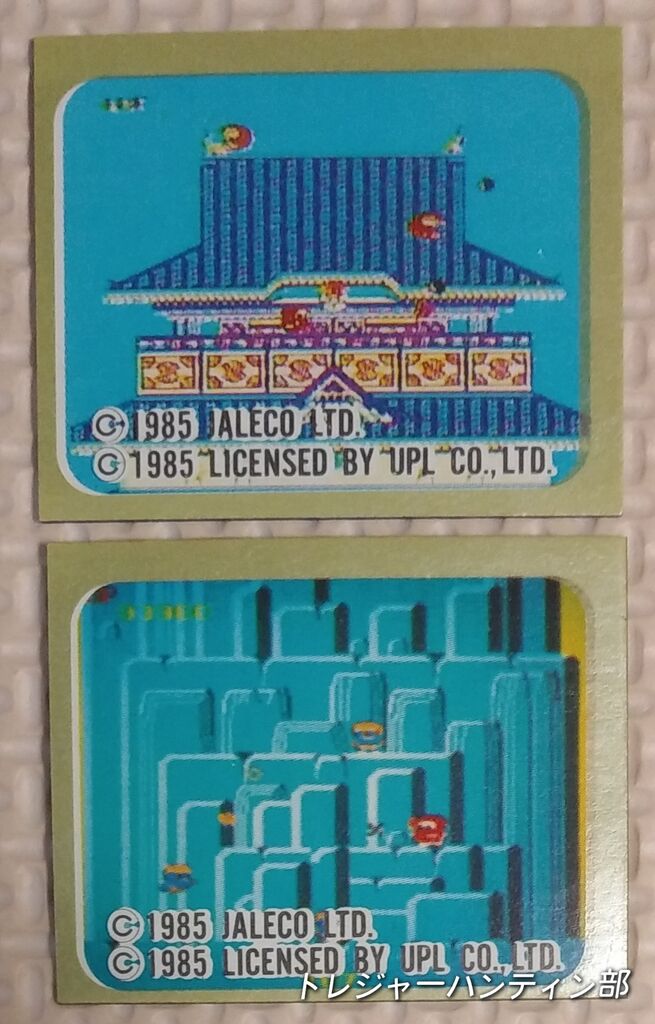 ©1985 JALECO LTD.
©1985 LICENSED BY UPL CO.,LTD.
©1985 JALECO LTD.
©1985 LICENSED BY UPL CO.,LTD.
トレジャーハンティン部